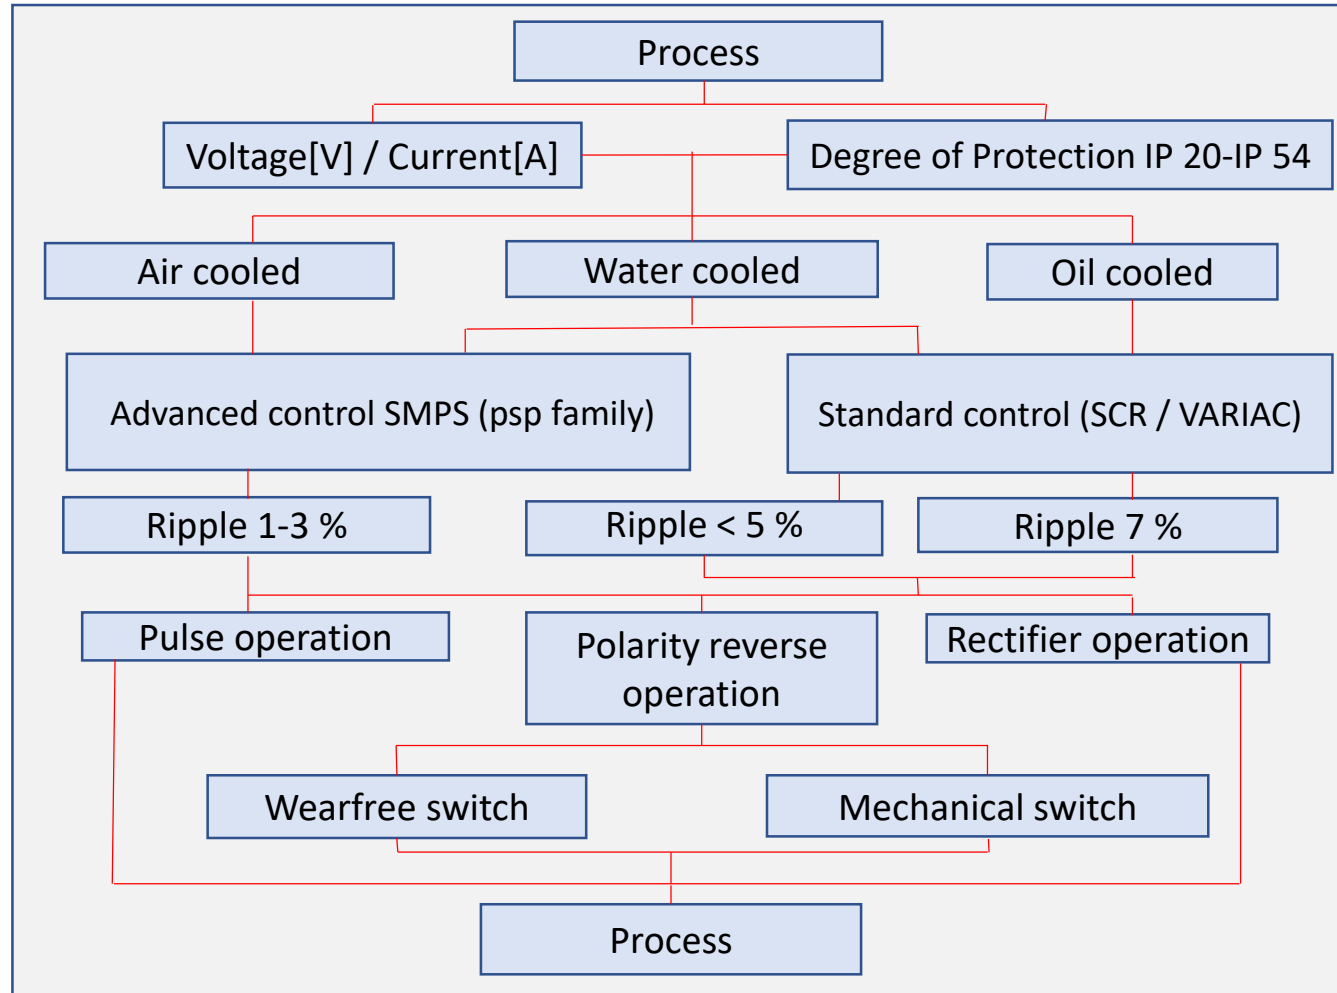 Process
Voltage[V] / Current[A]
Degree of Protection IP 20-IP 54
Air cooled
Water cooled
Oil cooled
Advanced control SMPS (psp family)
Standard control (SCR / VARIAC)
Ripple 1-3 %
Ripple < 5 %
Ripple 7 %
Pulse operation
Polarity reverse
operation
Rectifier operation
Wearfree switch
Mechanical switch
Process